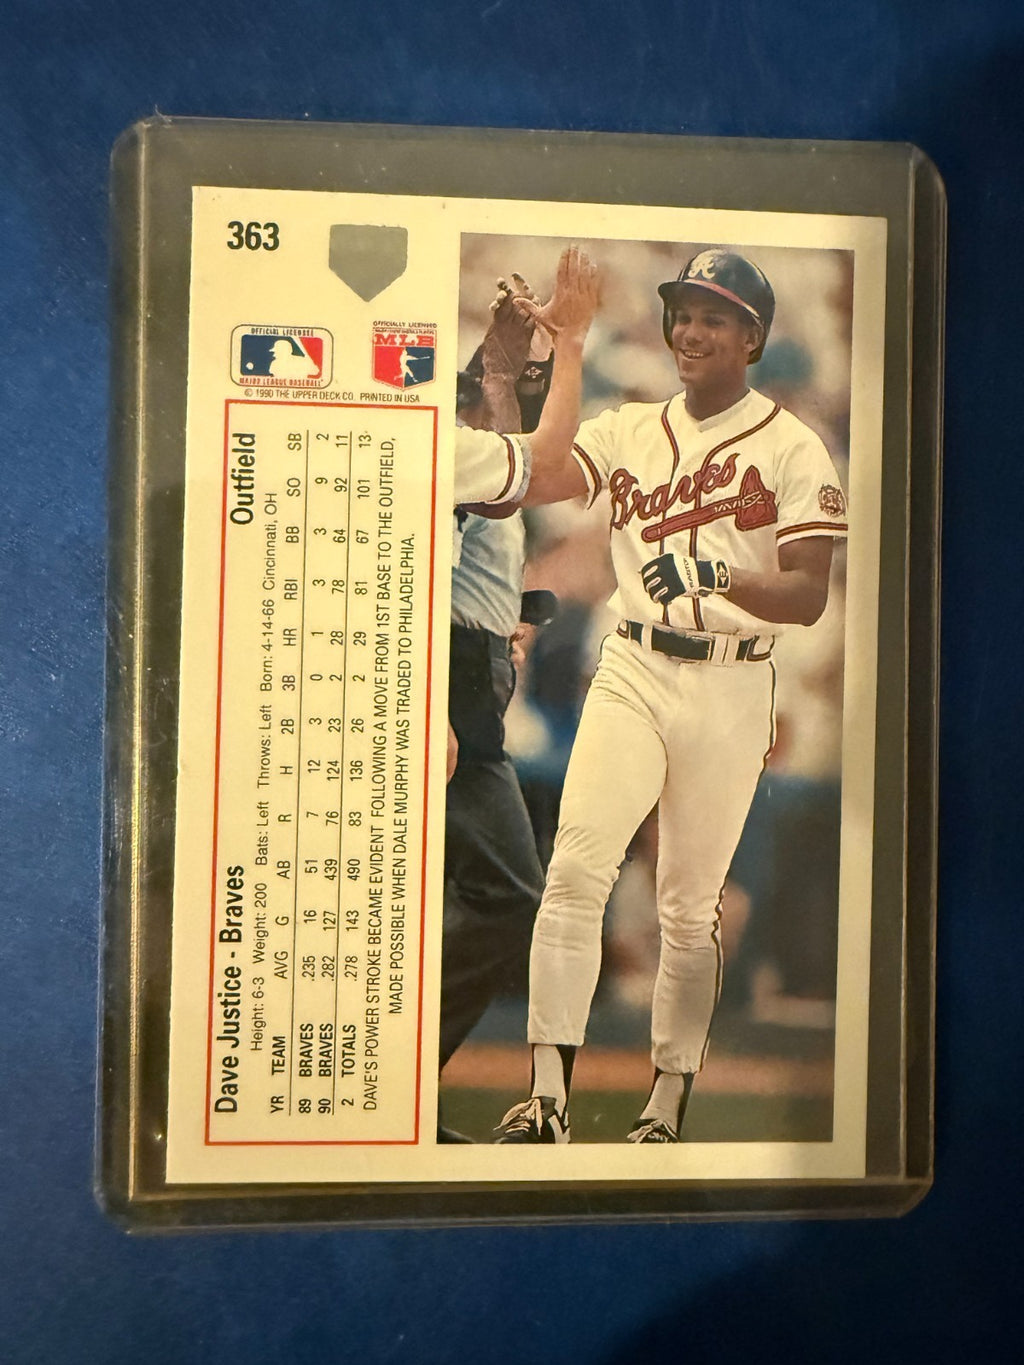 363
OFFICIAL LICENSEE
MAJOR LEAGUE BASEBALL
OFFICIALLY LICENSED
MLB
© 1990 THE UPPER DECK CO. PRINTED IN USA
Dave Justice - Braves Outfield
Height: 6-3 Weight: 200 Bats: Left Throws: Left Born: 4-14-66 Cincinnati, OH
YR TEAM AVG G AB R H 2B 3B HR RBI BB SO SB
89 BRAVES .235 16 51 7 12 3 0 1 3 3 9 2
90 BRAVES .282 127 439 76 124 23 2 28 78 64 92 11
2 TOTALS .278 143 490 83 136 26 2 29 81 67 101 13
DAVE'S POWER STROKE BECAME EVIDENT FOLLOWING A MOVE FROM 1ST BASE TO THE OUTFIELD,
MADE POSSIBLE WHEN DALE MURPHY WAS TRADED TO PHILADELPHIA.
A
Braves